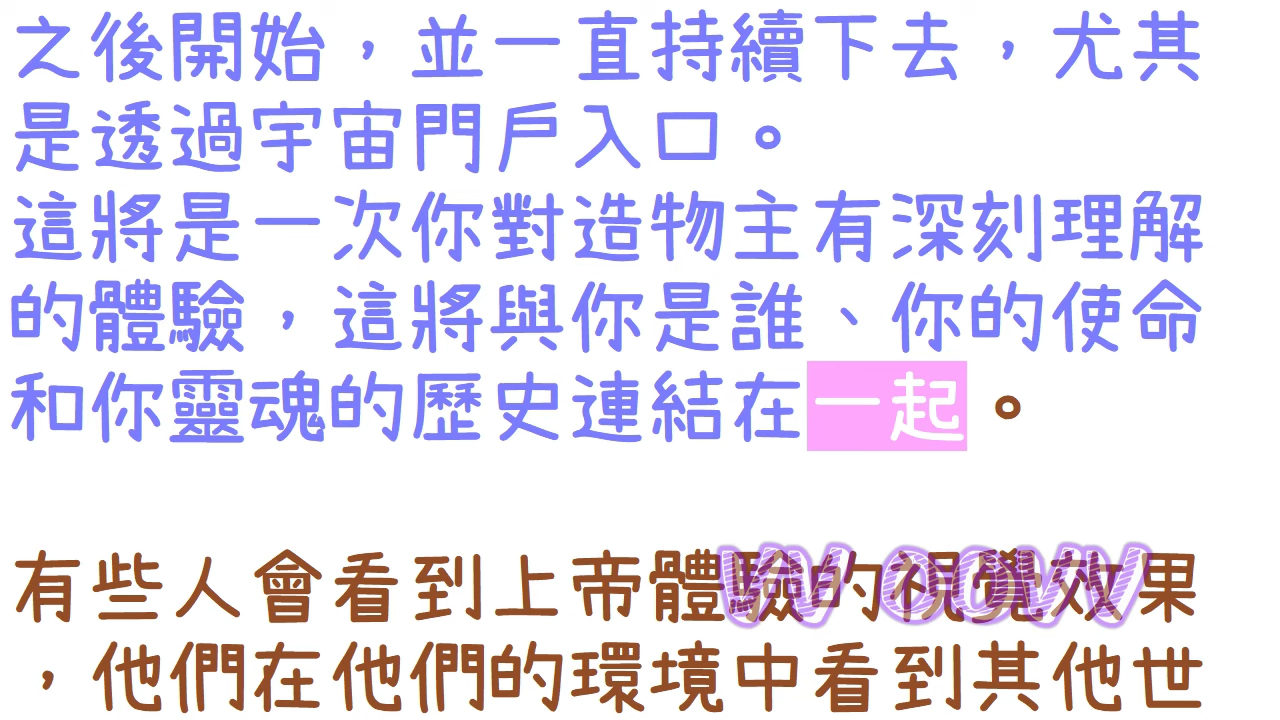 之後開始，並一直持續下去，尤其
是透過宇宙門戶入口。
這將是一次你對造物主有深刻理解
的體驗，這將與你是誰、你的使命
和你靈魂的歷史連結在一起。
有些人會看到上帝體驗的視覺效果
，他們在他們的環境中看到其他世